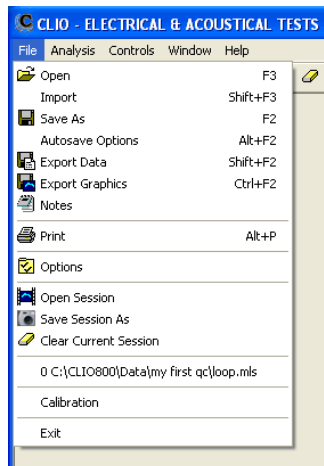 CLIO - ELECTRICAL & ACOUSTICAL TESTS
File Analysis Controls Window Help
Open F3
Import Shift+F3
Save As F2
Autosave Options Alt+F2
Export Data Shift+F2
Export Graphics Ctrl+F2
Notes
Print Alt+P
Options
Open Session
Save Session As
Clear Current Session
0 C:\CLIO800\Data\my first qc\loop.mls
Calibration
Exit